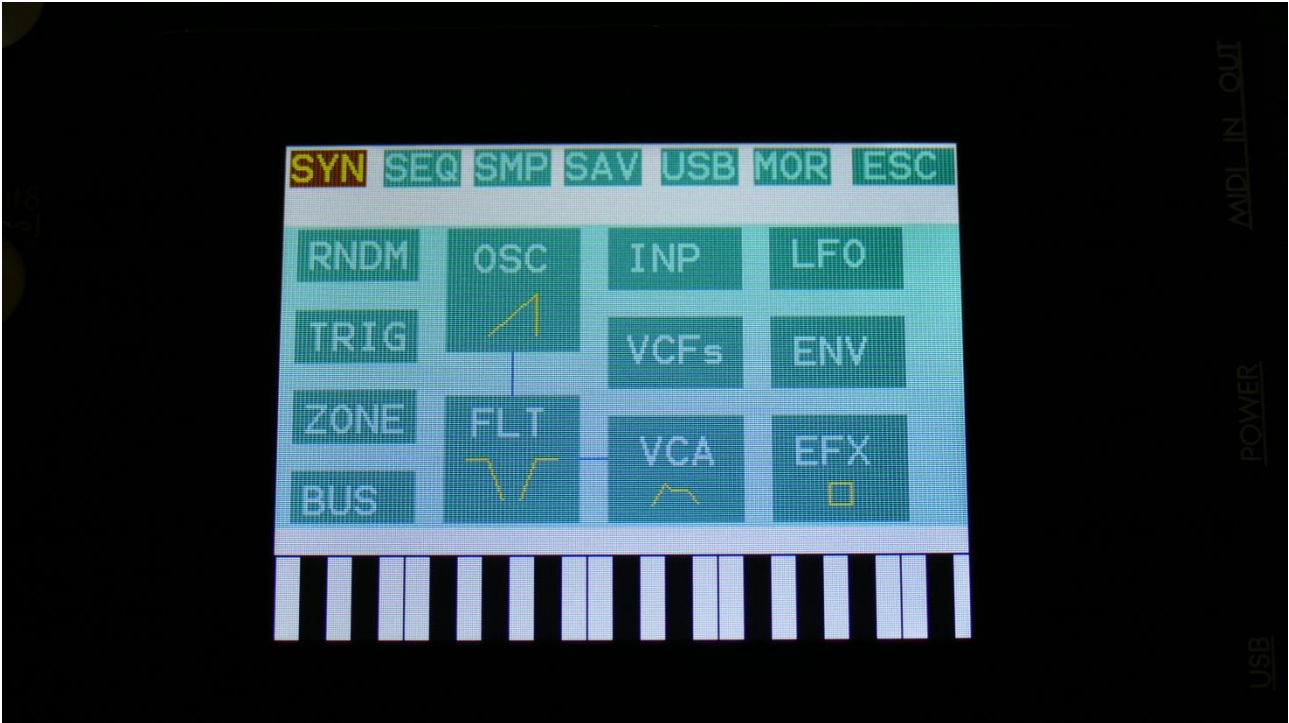 SYN SEQ SMP SAV USB MOR ESC
RNDM OSC INP LFO
TRIG VCFs ENV
ZONE FLT VCA EFX
BUS
MIDI IN OUT
POWER
USB